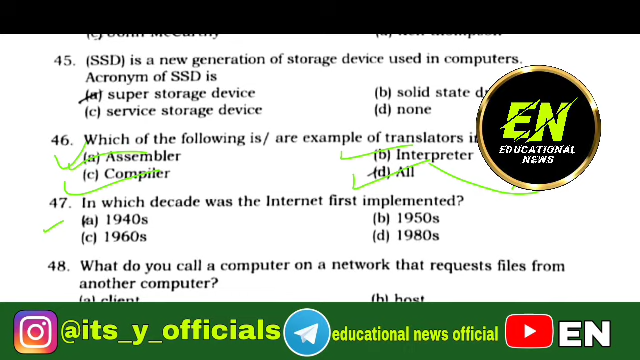 45. (SSD) is a new generation of storage device used in computers.
Acronym of SSD is
(a) super storage device (b) solid state
(c) service storage device (d) none
46. Which of the following is/ are example of translators
(a) Assembler (b) Interpreter
(c) Compiler (d) All
47. In which decade was the Internet first implemented?
(a) 1940s (b) 1950s
(c) 1960s (d) 1980s
48. What do you call a computer on a network that requests files from
another computer?
(a) client (b) host
EN
EDUCATIONAL
NEWS
@its_y_officials educational news official EN